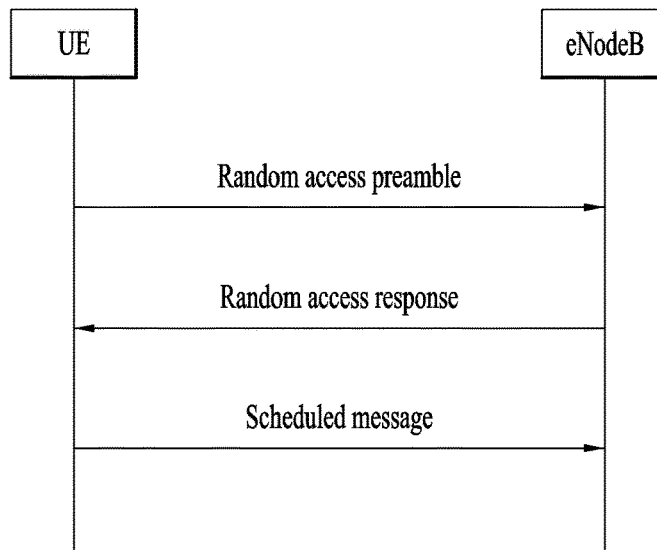 UE
eNodeB
Random access preamble
Random access response
Scheduled message